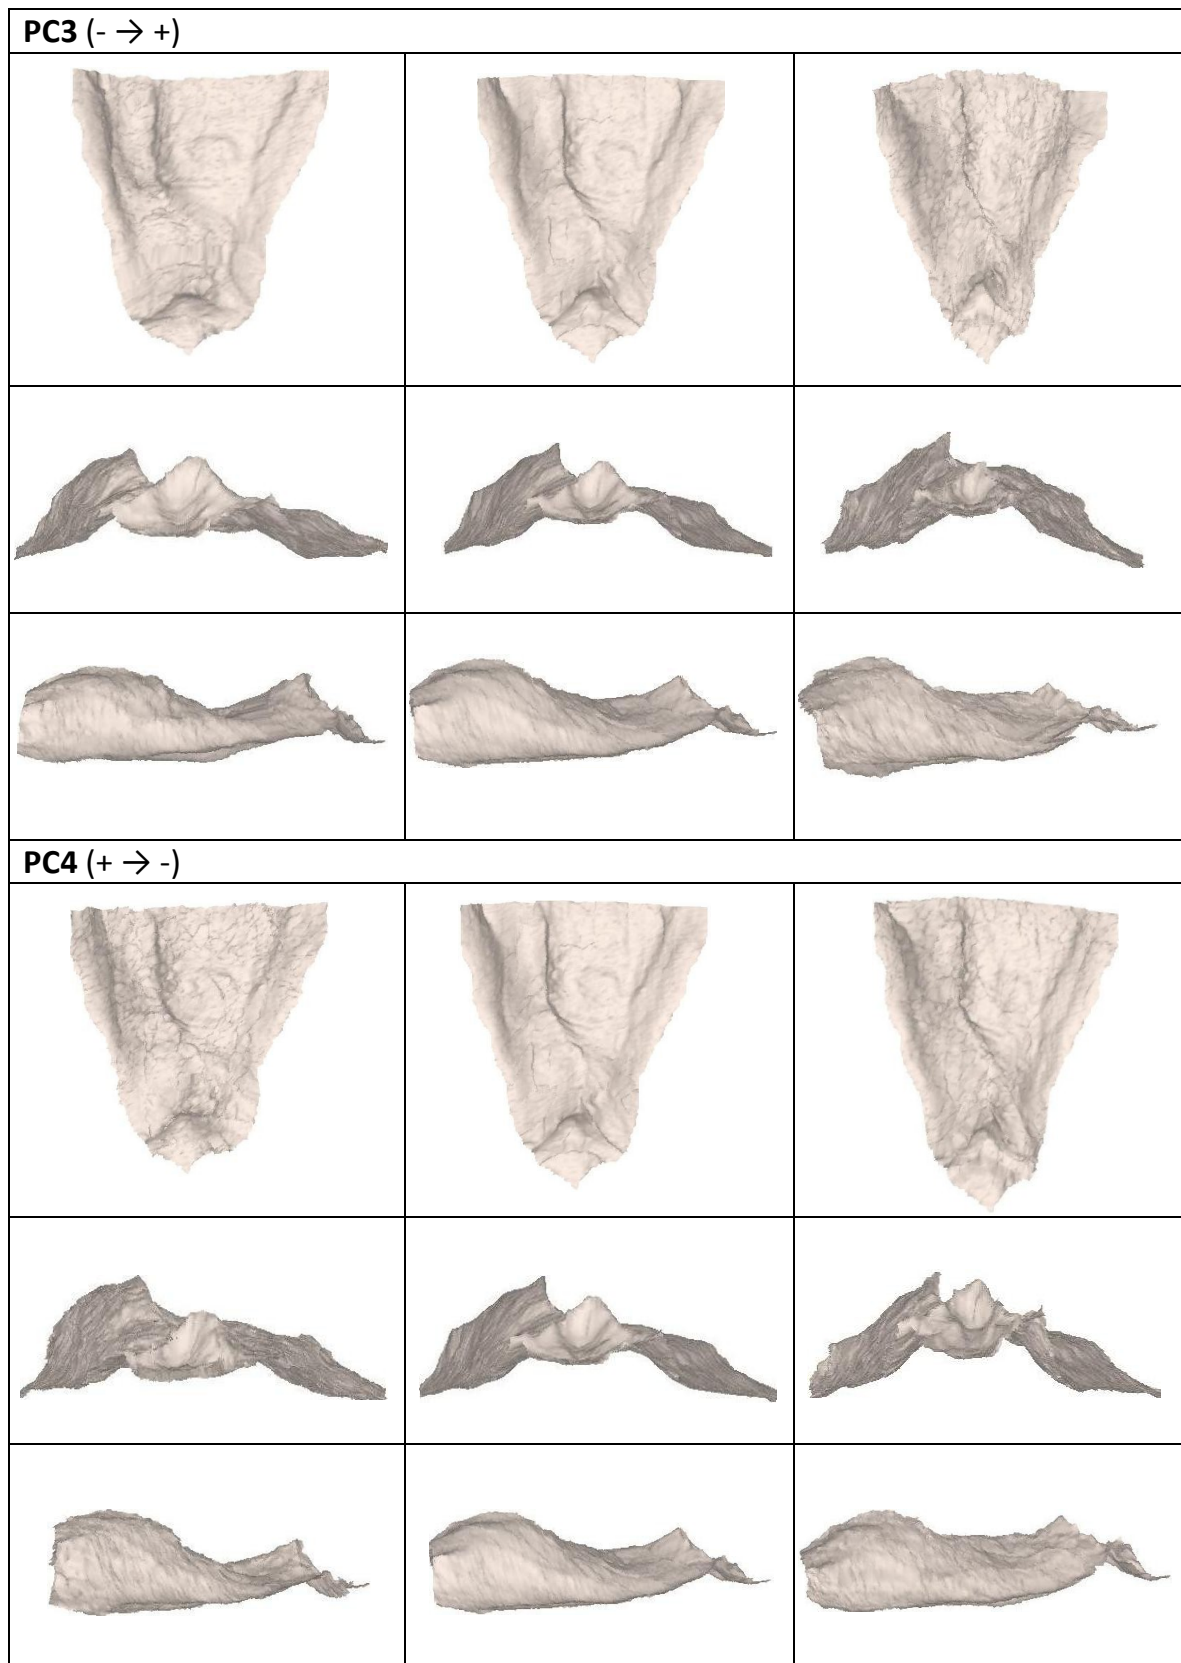 PC3 (- → +)
PC4 (+ → -)